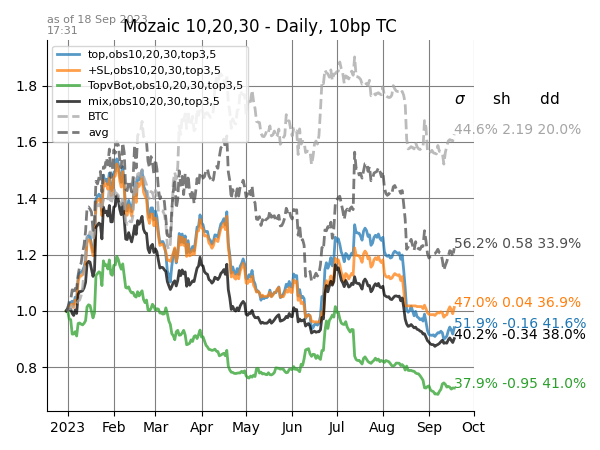 as of 18 Sep 2023
17:31
Mozaic 10,20,30 - Daily, 10bp TC
top,obs10,20,30,top3,5
+SL,obs10,20,30,top3,5
TopvBot,obs10,20,30,top3,5
mix,obs10,20,30,top3,5
BTC
avg
σ sh dd
44.6% 2.19 20.0%
56.2% 0.58 33.9%
47.0% 0.04 36.9%
51.9% -0.16 41.6%
40.2% -0.34 38.0%
37.9% -0.95 41.0%
1.8
1.6
1.4
1.2
1.0
0.8
2023 Feb Mar Apr May Jun Jul Aug Sep Oct